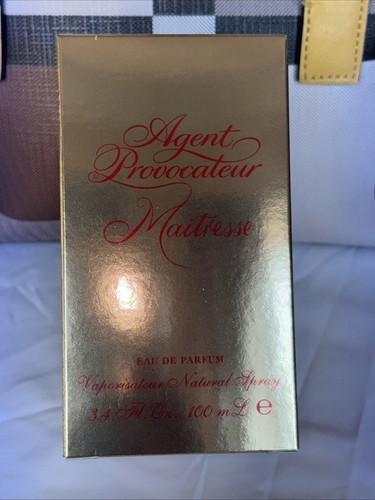 Agent
Provocateur
Maitresse
EAU DE PARFUM
Vaporisateur Natural Spray
3.4 Fl. Oz. 100 mL ℮